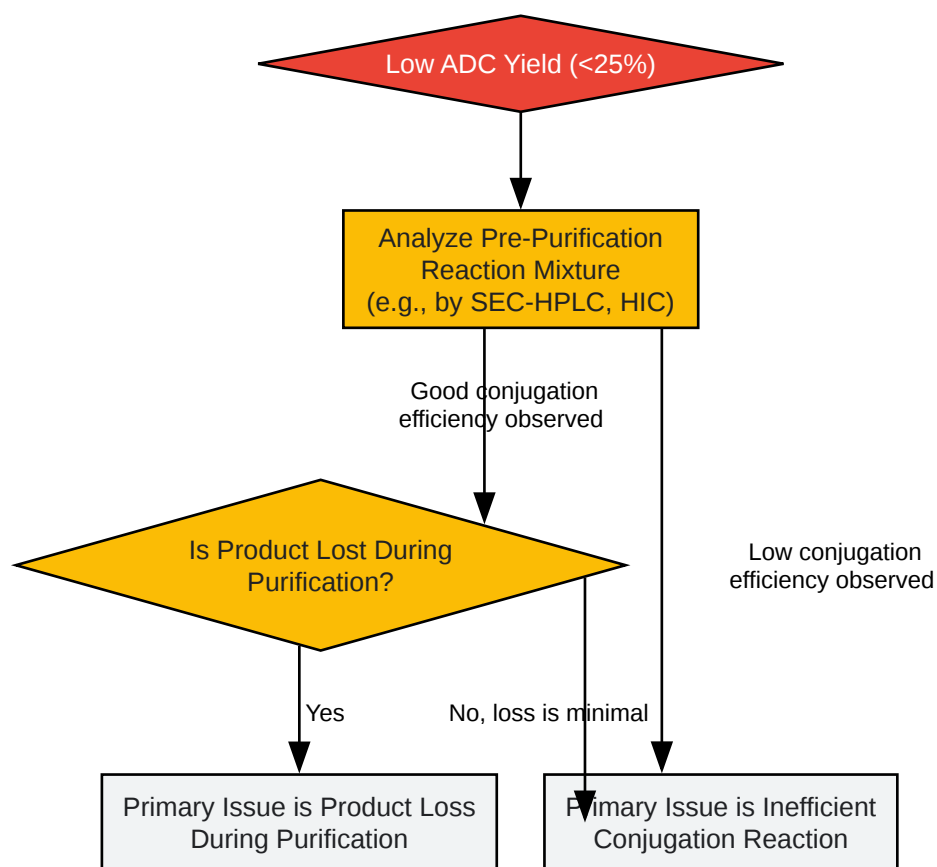 Low ADC Yield (<25%)
Analyze Pre-Purification
Reaction Mixture
(e.g., by SEC-HPLC, HIC)
Good conjugation
efficiency observed
Is Product Lost During
Purification?
Low conjugation
efficiency observed
Yes
No, loss is minimal
Primary Issue is Product Loss
During Purification
Primary Issue is Inefficient
Conjugation Reaction